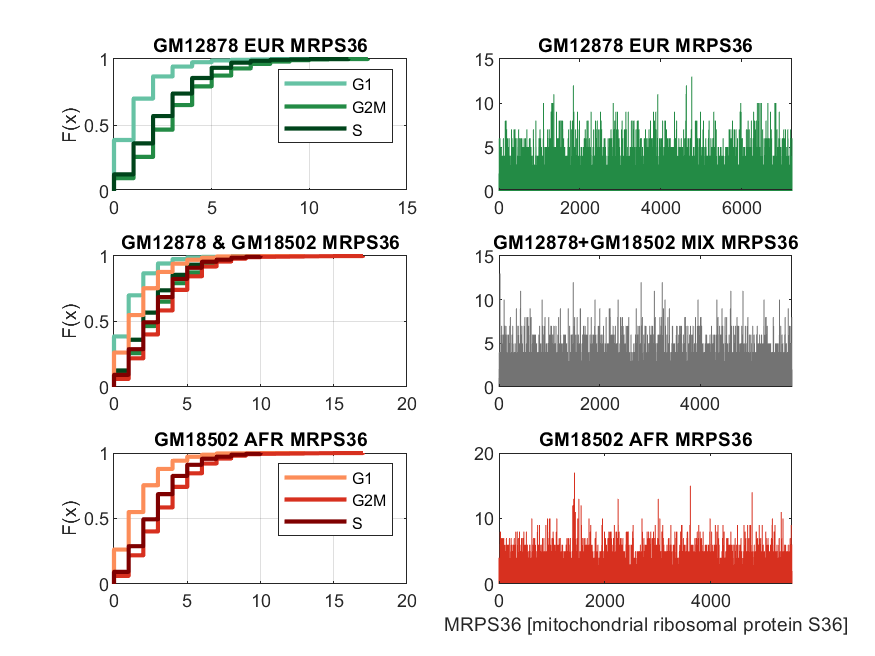 GM12878 EUR MRPS36
1
0.5
0
F(x)
0 5 10 15
G1
G2M
S
GM12878 EUR MRPS36
15
10
5
0
0 2000 4000 6000
GM12878 & GM18502 MRPS36
1
0.5
0
F(x)
0 5 10 15 20
GM12878+GM18502 MIX MRPS36
15
10
5
0
0 2000 4000
GM18502 AFR MRPS36
1
0.5
0
F(x)
0 5 10 15 20
G1
G2M
S
GM18502 AFR MRPS36
20
10
0
0 2000 4000
MRPS36 [mitochondrial ribosomal protein S36]